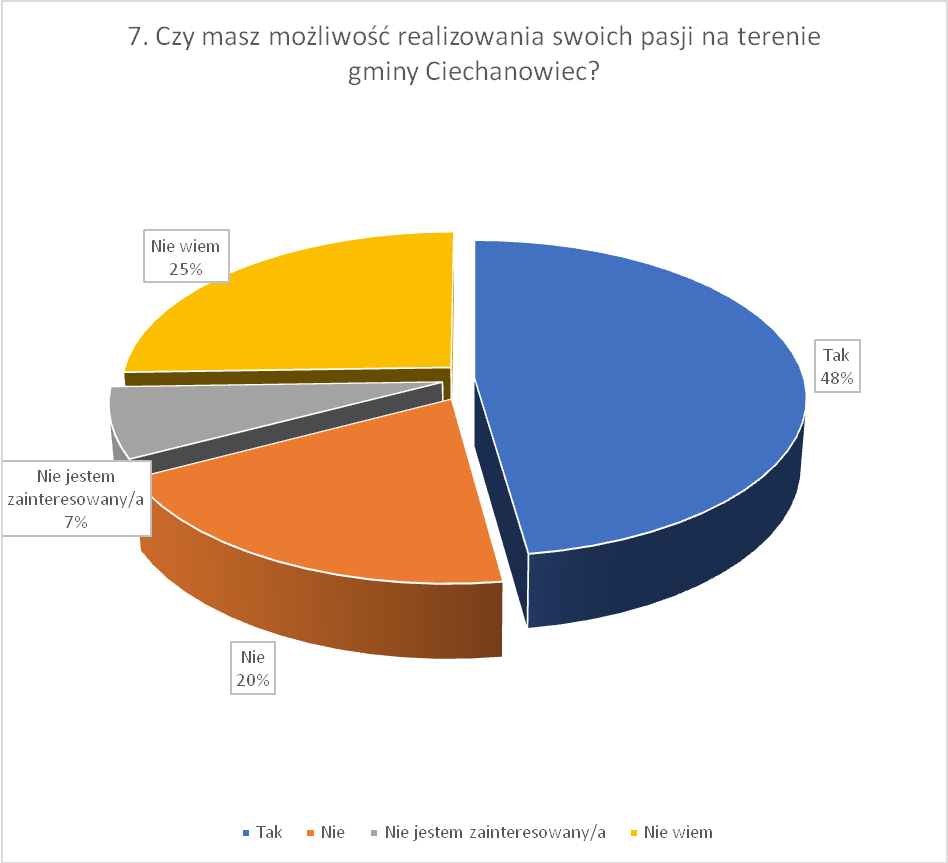 7. Czy masz możliwość realizowania swoich pasji na terenie
gminy Ciechanowiec?
Nie wiem
25%
Tak
48%
Nie jestem
zainteresowany/a
7%
Nie
20%
Tak
Nie
Nie jestem zainteresowany/a
Nie wiem